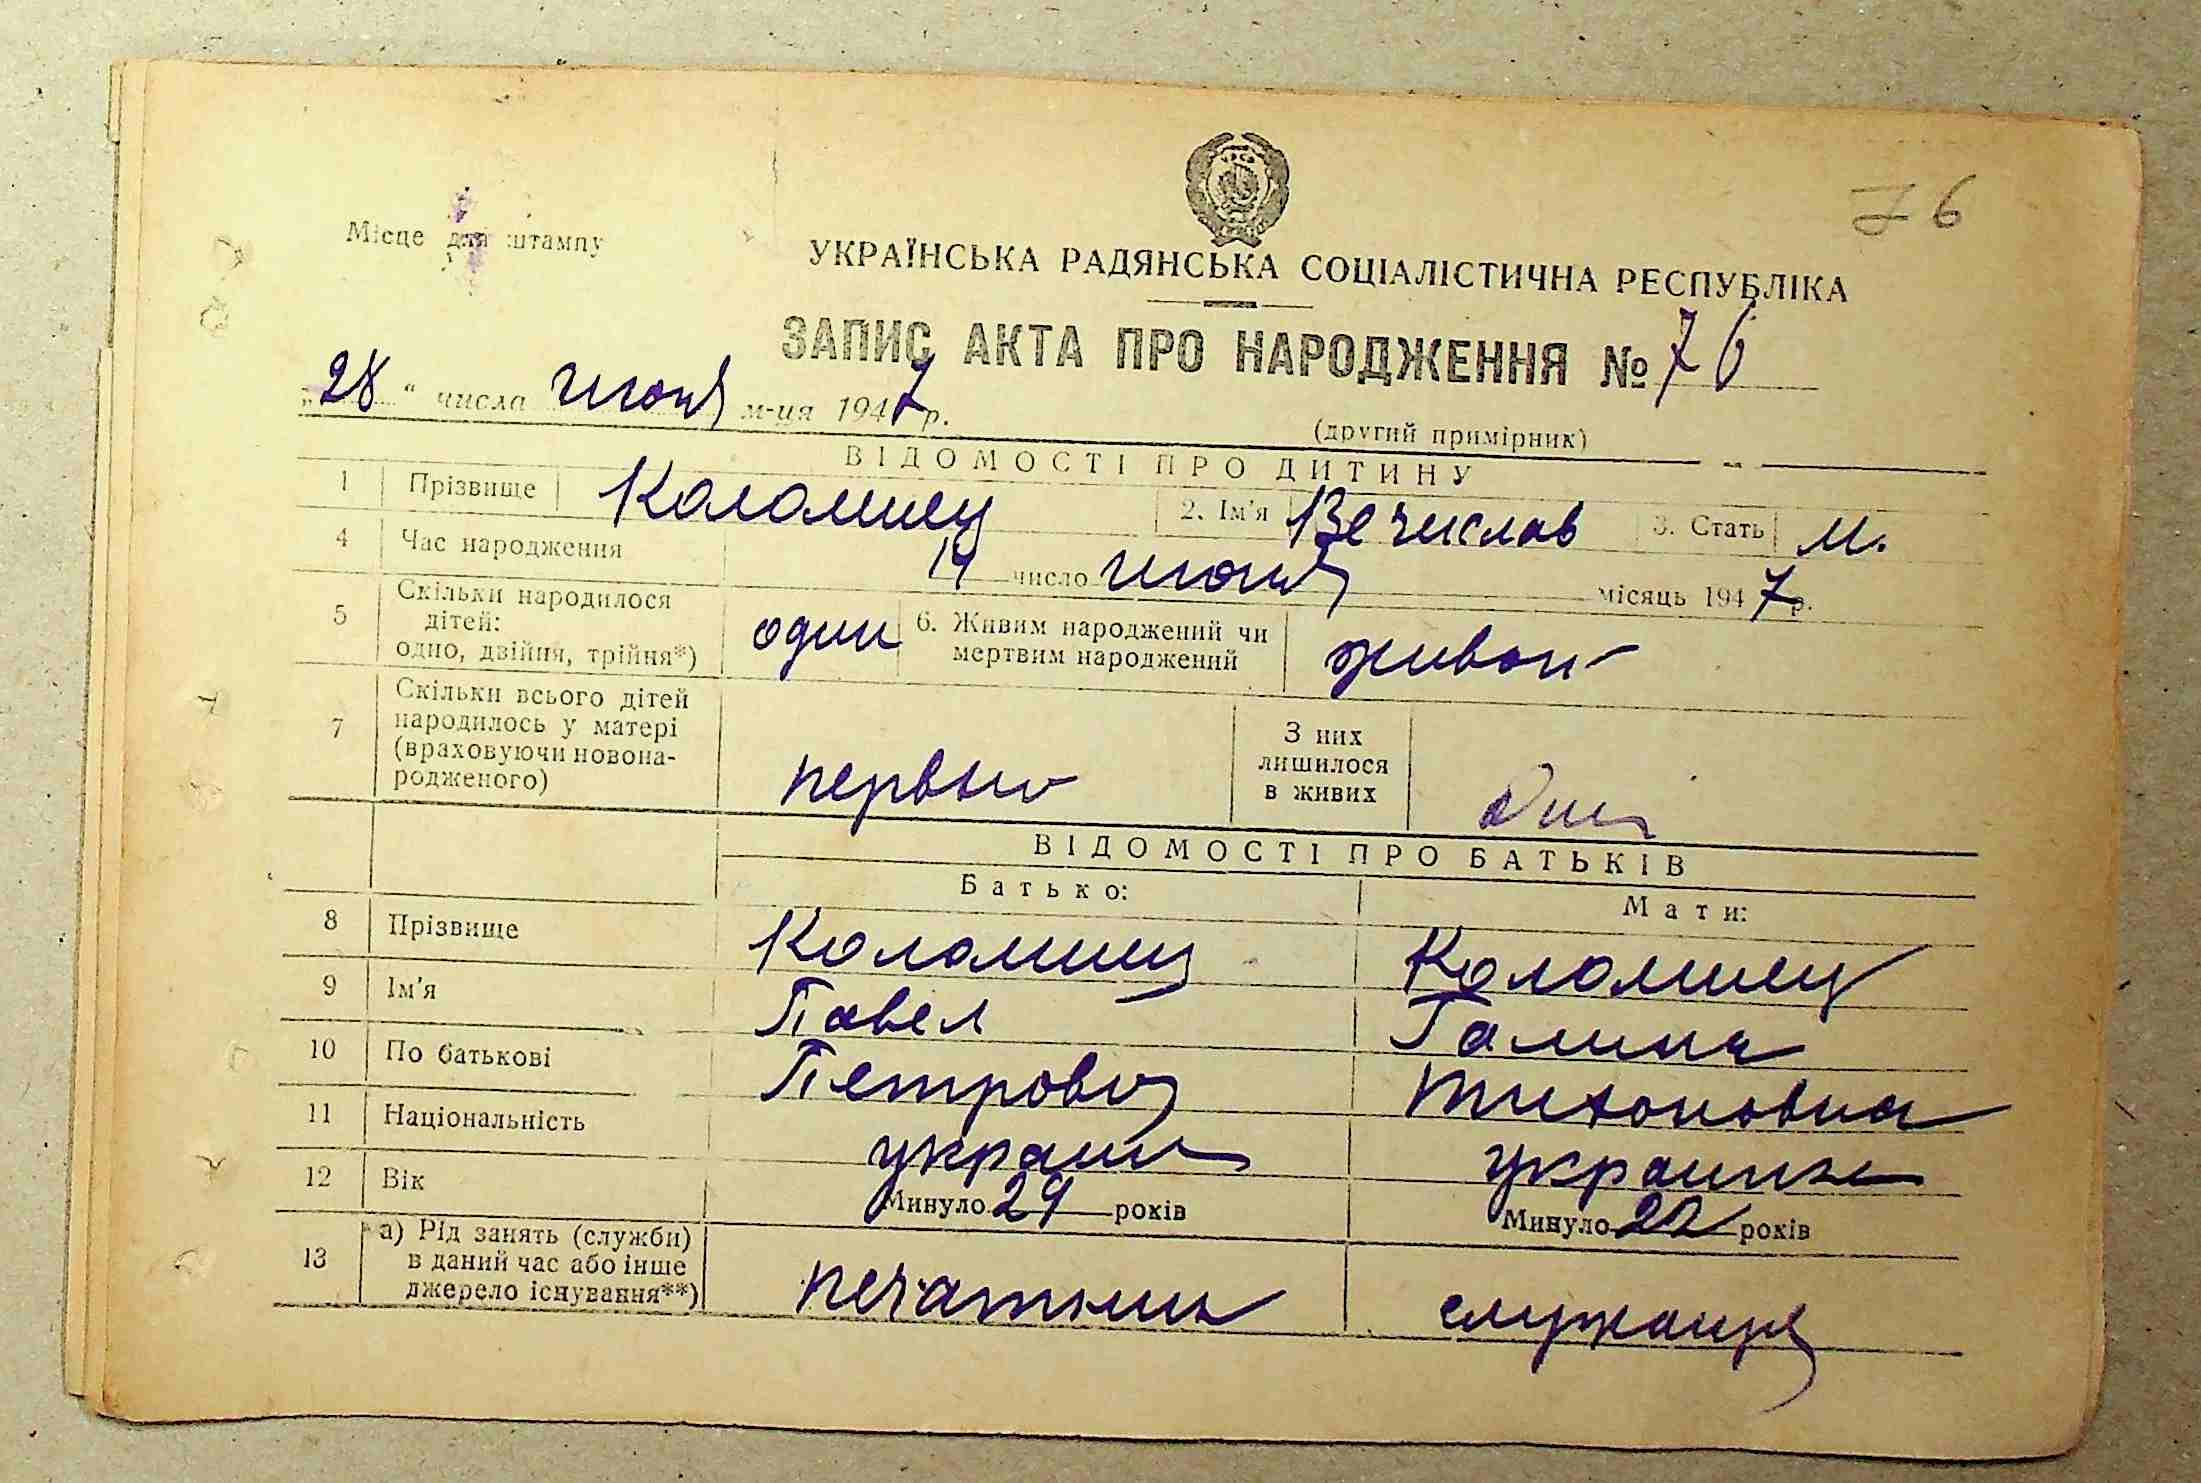 76
Місце для штампу
УКРАЇНСЬКА РАДЯНСЬКА СОЦІАЛІСТИЧНА РЕСПУБЛІКА
ЗАПИС АКТА ПРО НАРОДЖЕННЯ № 76
„28“ числа июня м-ця 1947 р.
(другий примірник)
ВІДОМОСТІ ПРО ДИТИНУ
1 Прізвище Коломиец 2. Ім'я Вечислав 3. Стать м.
4 Час народження 14 число июня місяць 1947 р.
5 Скільки народилося дітей: одно, двійня, трійня*) один 6. Живим народжений чи мертвим народжений живой
7 Скільки всього дітей народилось у матері (враховуючи новонародженого) первый З них лишилося в живих
ВІДОМОСТІ ПРО БАТЬКІВ
Батько: Мати:
8 Прізвище Коломиец Коломиец
9 Ім'я Павел Галина
10 По батькові Петрович Тихоновна
11 Національність украин украинка
12 Вік Минуло 29 років Минуло 22 років
13 а) Рід занять (служби) в даний час або інше джерело існування**) печатник служащая